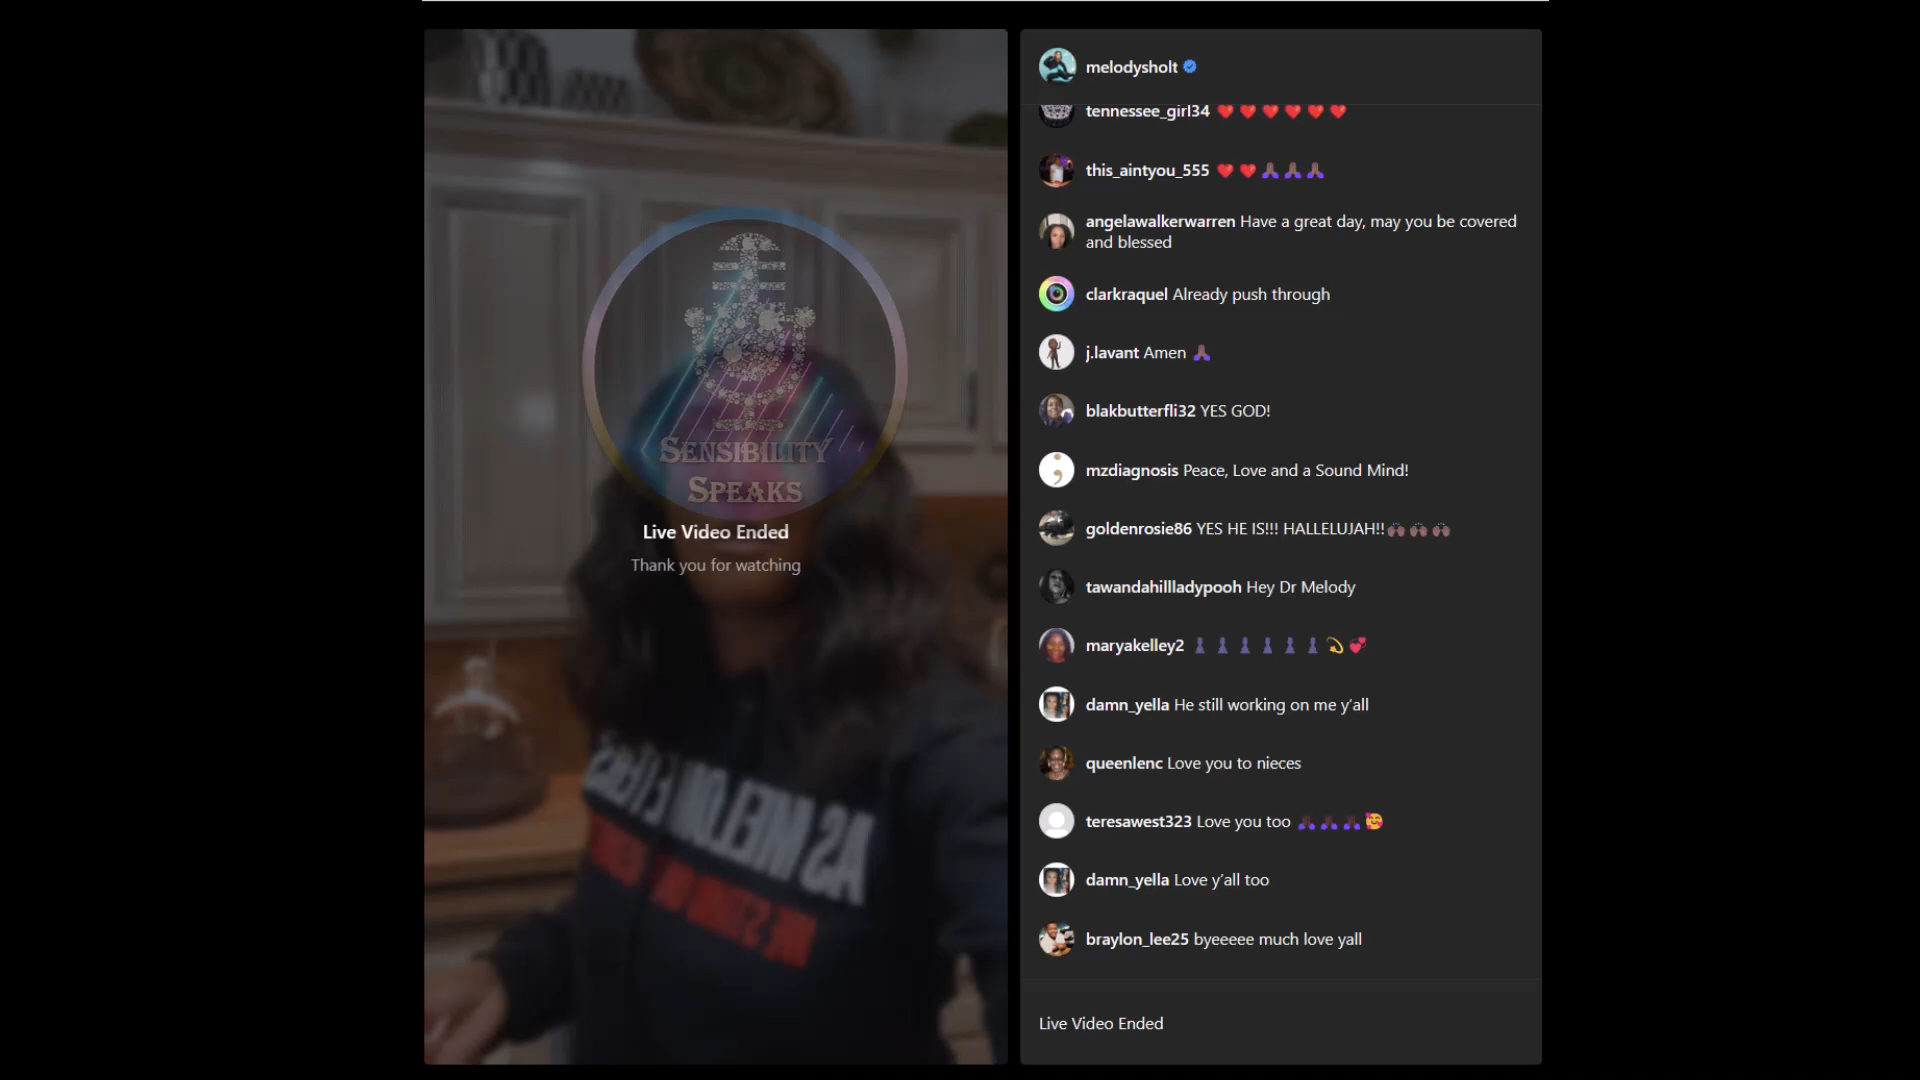 SENSIBILITY
SPEAKS
Live Video Ended
Thank you for watching
melodysholt
tennessee_girl34 ❤️❤️❤️❤️❤️❤️
this_aintyou_555 ❤️❤️🙏🏾🙏🏾🙏🏾
angelawalkerwarren Have a great day, may you be covered
and blessed
clarkraquel Already push through
j.lavant Amen 🙏🏾
blakbutterfli32 YES GOD!
mzdiagnosis Peace, Love and a Sound Mind!
goldenrosie86 YES HE IS!!! HALLELUJAH!!🙌🏾🙌🏾🙌🏾
tawandahillladypooh Hey Dr Melody
maryakelley2 ♟️♟️♟️♟️♟️♟️💫💞
damn_yella He still working on me y’all
queenlenc Love you to nieces
teresawest323 Love you too 🙏🏿🙏🏿🙏🏿🥰
damn_yella Love y’all too
braylon_lee25 byeeeee much love yall
Live Video Ended